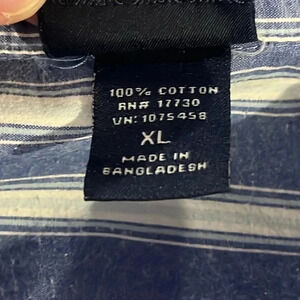 100% COTTON
RN# 17730
VN: 1075458
XL
MADE IN
BANGLADESH